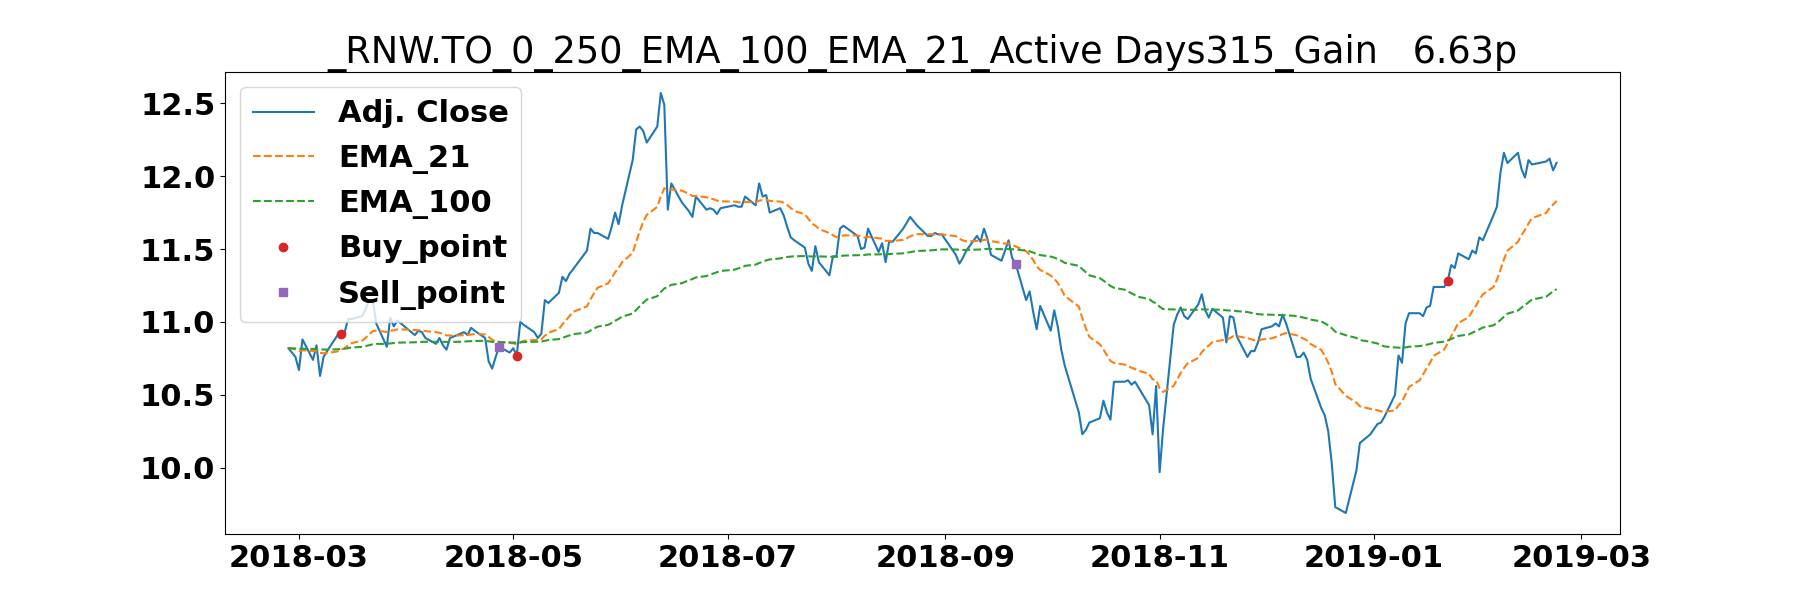 _RNW.TO_0_250_EMA_100_EMA_21_Active Days315_Gain   6.63p
12.5
12.0
11.5
11.0
10.5
10.0
Adj. Close
EMA_21
EMA_100
Buy_point
Sell_point
2018-03 2018-05 2018-07 2018-09 2018-11 2019-01 2019-03